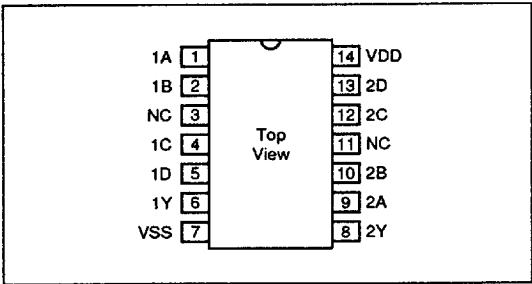 1A 1 14 VDD
1B 2 13 2D
NC 3 12 2C
1C 4 Top View 11 NC
1D 5 10 2B
1Y 6 9 2A
VSS 7 8 2Y